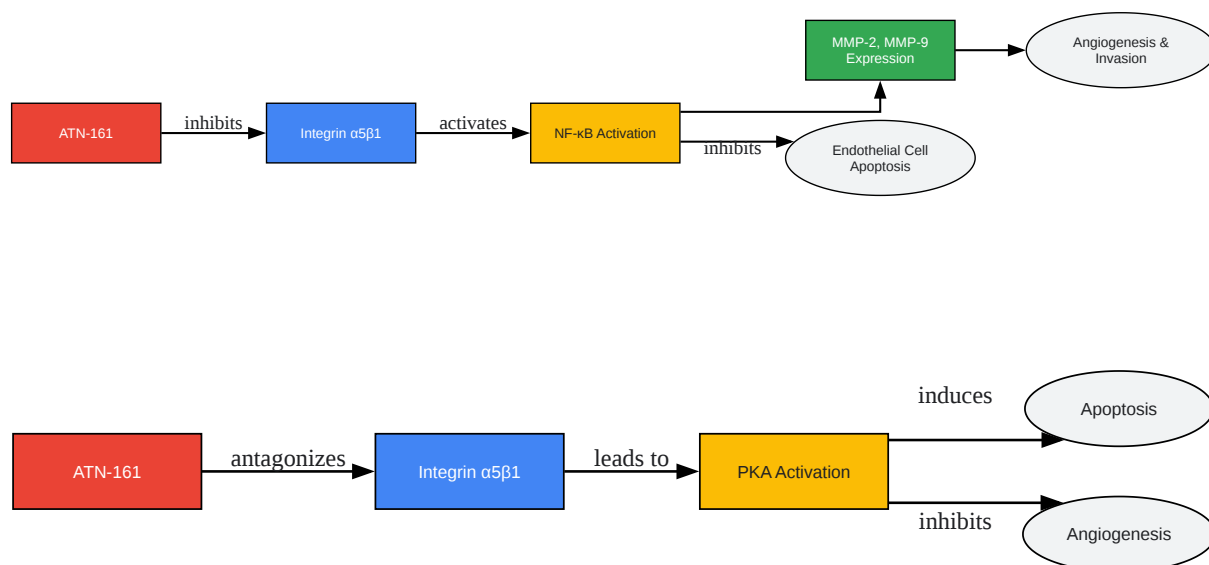 MMP-2, MMP-9
Expression
Angiogenesis &
Invasion
ATN-161
inhibits
Integrin α5β1
activates
NF-κB Activation
inhibits
Endothelial Cell
Apoptosis
induces
Apoptosis
ATN-161
antagonizes
Integrin α5β1
leads to
PKA Activation
inhibits
Angiogenesis